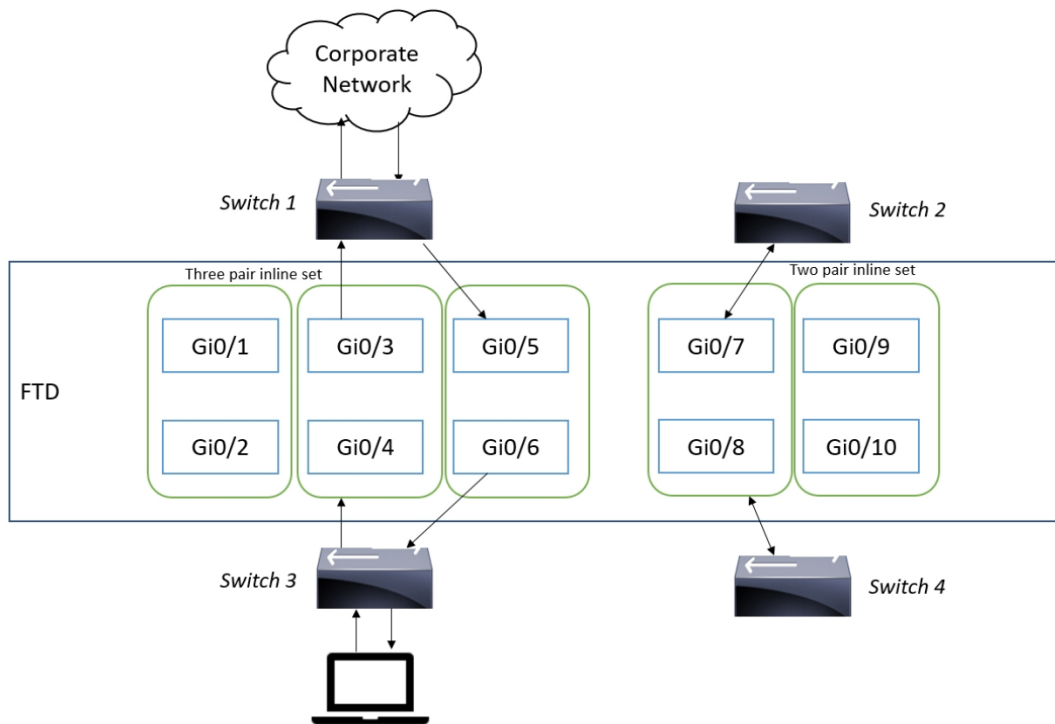 Corporate
Network
Switch 1
Switch 2
Three pair inline set
Two pair inline set
Gi0/1
Gi0/3
Gi0/5
Gi0/7
Gi0/9
FTD
Gi0/2
Gi0/4
Gi0/6
Gi0/8
Gi0/10
Switch 3
Switch 4